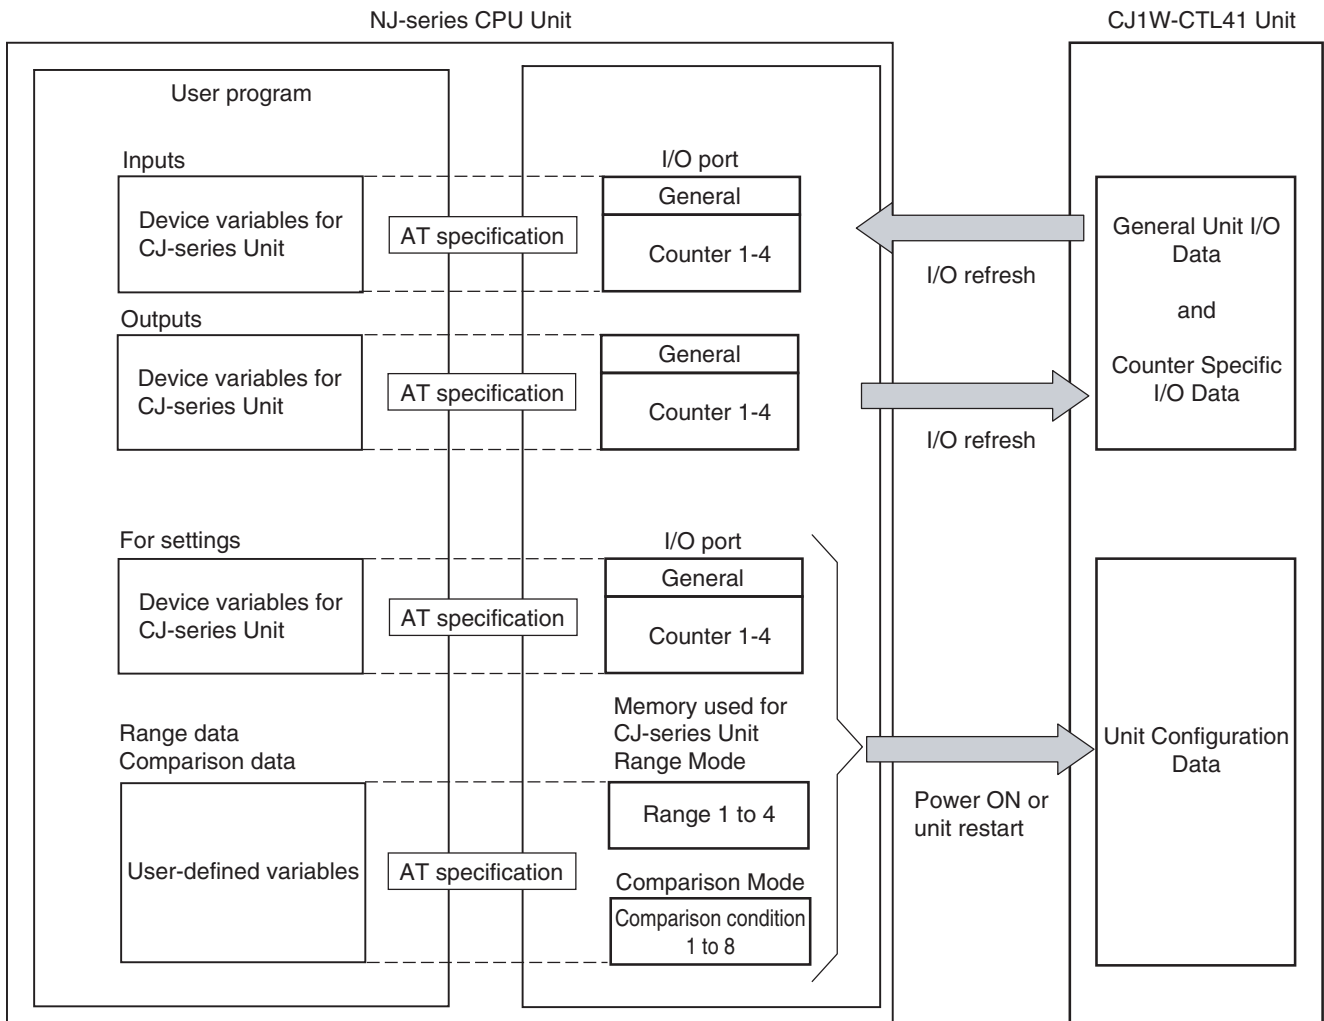 NJ-series CPU Unit
CJ1W-CTL41 Unit
User program
Inputs
I/O port
Device variables for
CJ-series Unit
AT specification
General
Counter 1-4
I/O refresh
General Unit I/O
Data
and
Counter Specific
I/O Data
Outputs
Device variables for
CJ-series Unit
AT specification
General
Counter 1-4
I/O refresh
For settings
I/O port
Device variables for
CJ-series Unit
AT specification
General
Counter 1-4
Range data
Comparison data
Memory used for
CJ-series Unit
Range Mode
Range 1 to 4
User-defined variables
AT specification
Comparison Mode
Comparison condition
1 to 8
Power ON or
unit restart
Unit Configuration
Data